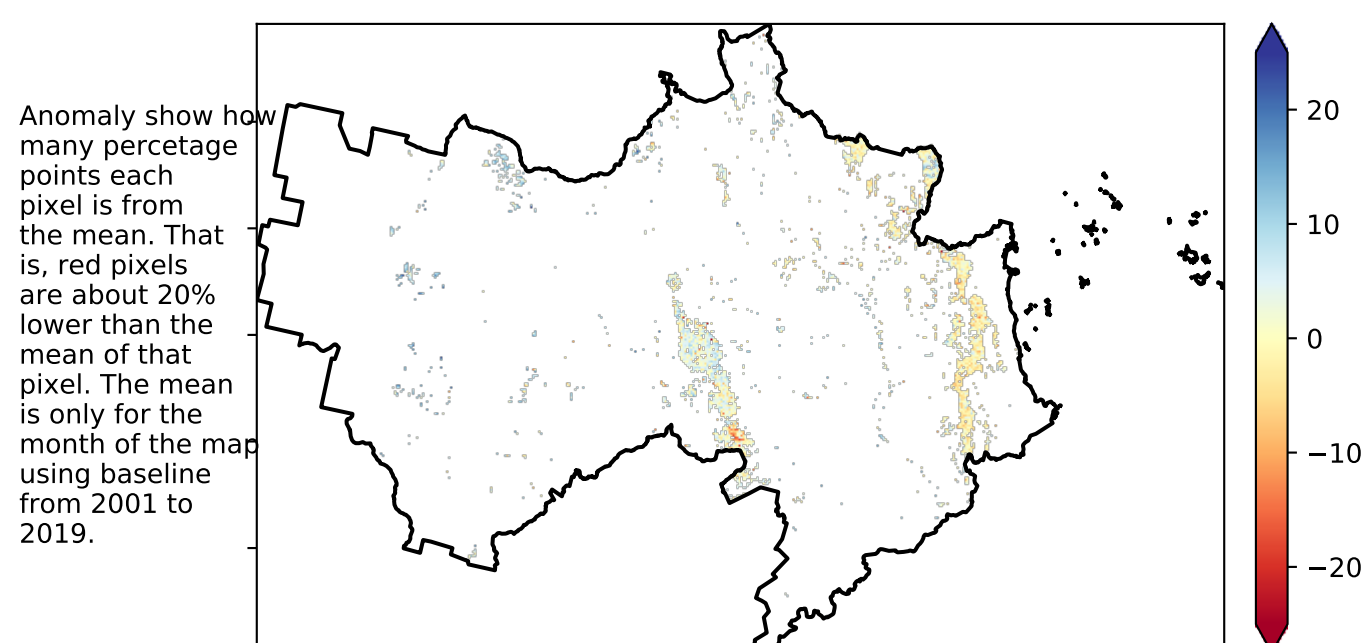 Anomaly show how
many percetage
points each
pixel is from
the mean. That
is, red pixels
are about 20%
lower than the
mean of that
pixel. The mean
is only for the
month of the map
using baseline
from 2001 to
2019.
20
10
0
−10
−20